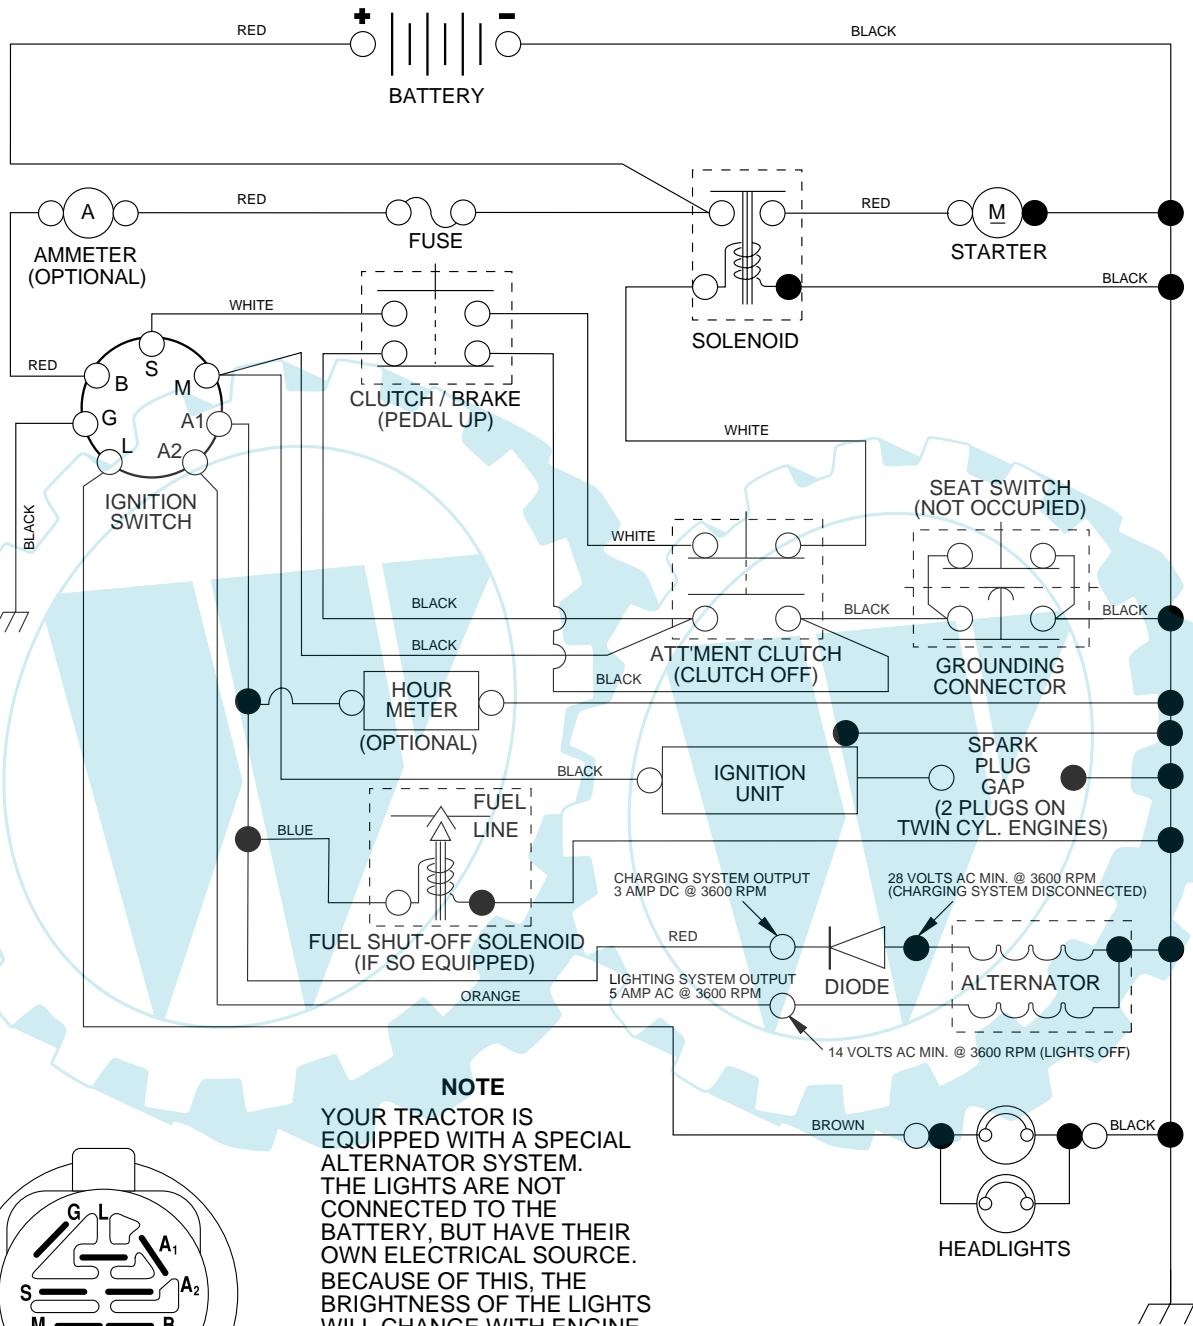 + −
RED
BLACK
BATTERY
A
RED
RED
M
FUSE
STARTER
AMMETER
(OPTIONAL)
BLACK
WHITE
SOLENOID
RED
S
B
M
CLUTCH / BRAKE
(PEDAL UP)
G
A1
WHITE
L
A2
IGNITION
SWITCH
BLACK
SEAT SWITCH
(NOT OCCUPIED)
WHITE
BLACK
BLACK
BLACK
BLACK
ATT'MENT CLUTCH
(CLUTCH OFF)
BLACK
GROUNDING
CONNECTOR
HOUR
METER
(OPTIONAL)
BLACK
IGNITION
UNIT
SPARK
PLUG
GAP
(2 PLUGS ON
TWIN CYL. ENGINES)
FUEL
LINE
BLUE
CHARGING SYSTEM OUTPUT
3 AMP DC @ 3600 RPM
28 VOLTS AC MIN. @ 3600 RPM
(CHARGING SYSTEM DISCONNECTED)
FUEL SHUT-OFF SOLENOID
(IF SO EQUIPPED)
RED
LIGHTING SYSTEM OUTPUT
5 AMP AC @ 3600 RPM
DIODE
ALTERNATOR
ORANGE
14 VOLTS AC MIN. @ 3600 RPM (LIGHTS OFF)
NOTE
YOUR TRACTOR IS
EQUIPPED WITH A SPECIAL
ALTERNATOR SYSTEM.
THE LIGHTS ARE NOT
CONNECTED TO THE
BATTERY, BUT HAVE THEIR
OWN ELECTRICAL SOURCE.
BECAUSE OF THIS, THE
BRIGHTNESS OF THE LIGHTS
WILL CHANGE WITH ENGINE
BROWN
BLACK
HEADLIGHTS
G L
A1
S
A2
M
B